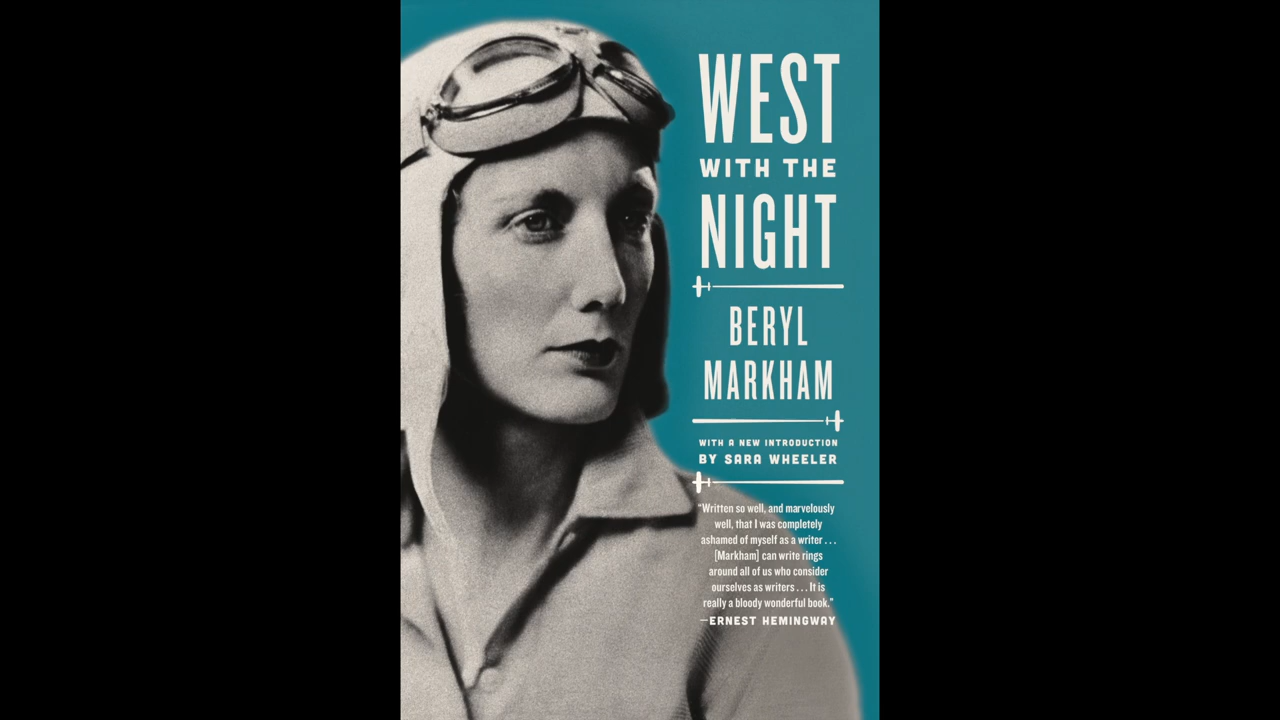 WEST
WITH THE
NIGHT
BERYL
MARKHAM
WITH A NEW INTRODUCTION
BY SARA WHEELER
"Written so well, and marvelously
well, that I was completely
ashamed of myself as a writer . . .
[Markham] can write rings
around all of us who consider
ourselves as writers . . . It is
really a bloody wonderful book."
—ERNEST HEMINGWAY